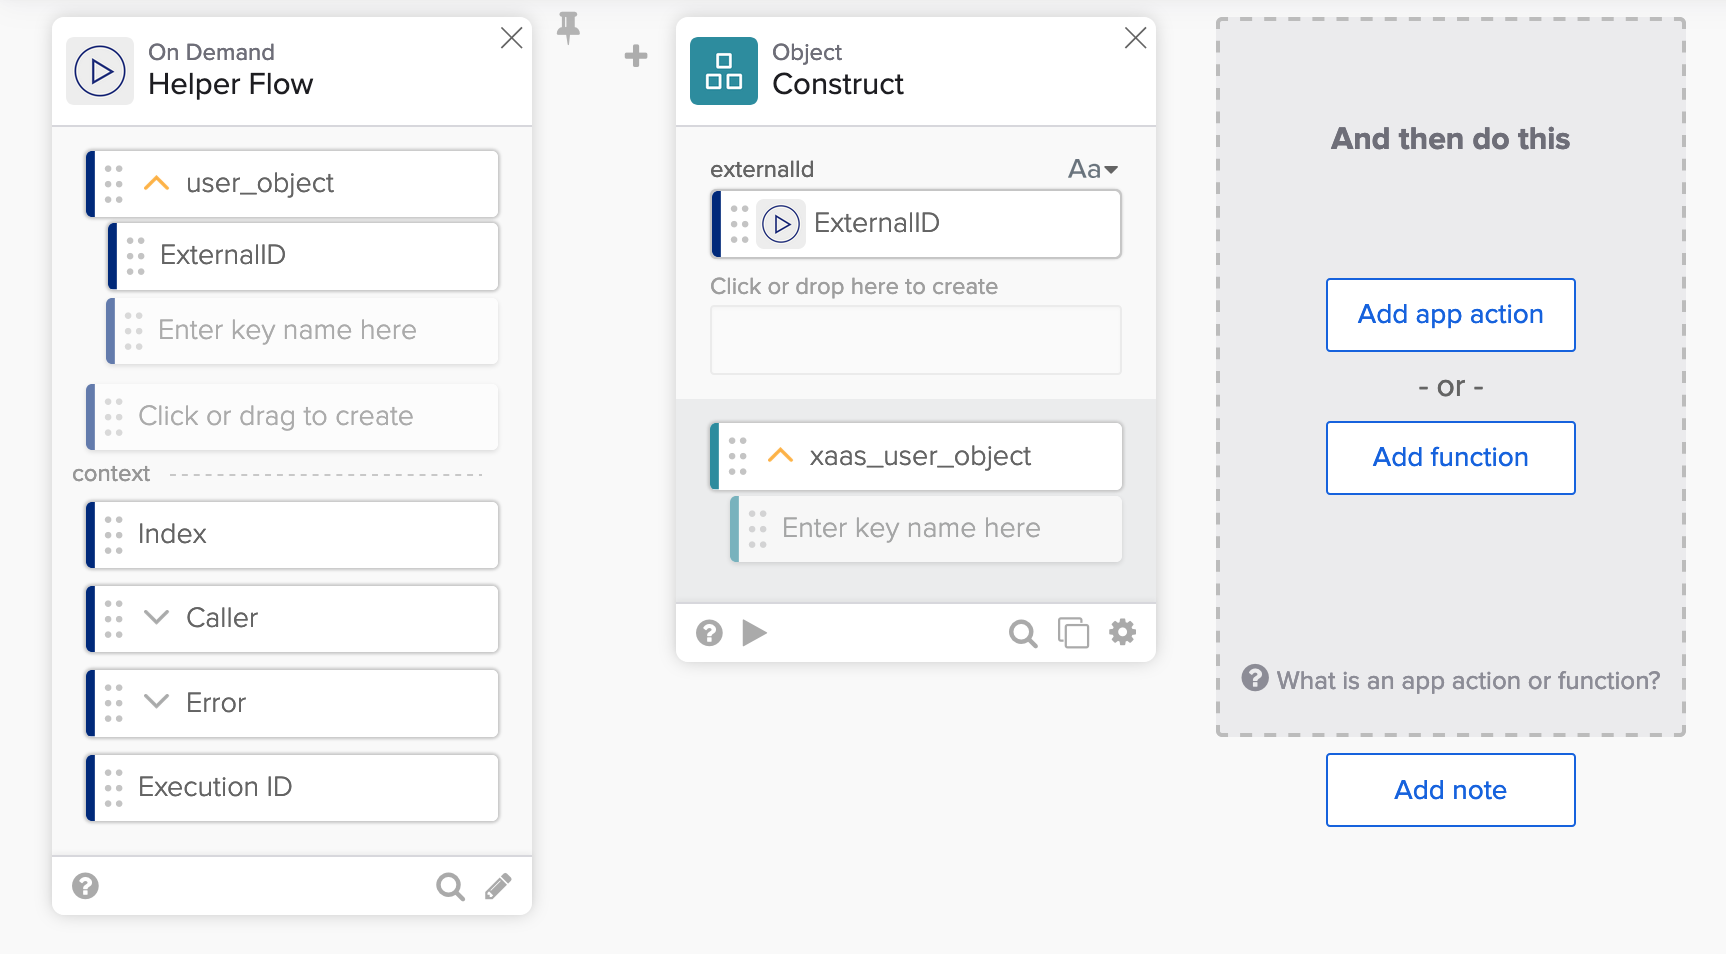 On Demand
Helper Flow
user_object
ExternalID
Enter key name here
Click or drag to create
context
Index
Caller
Error
Execution ID
Object
Construct
externalId
Aa
ExternalID
Click or drop here to create
xaas_user_object
Enter key name here
And then do this
Add app action
- or -
Add function
What is an app action or function?
Add note